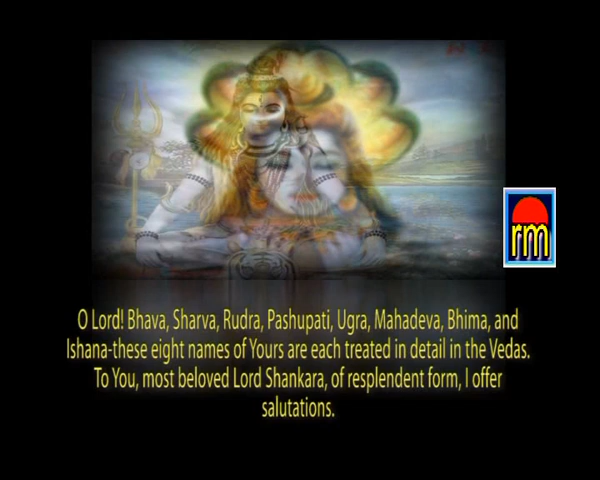 rm
O Lord! Bhava, Sharva, Rudra, Pashupati, Ugra, Mahadeva, Bhima, and
Ishana-these eight names of Yours are each treated in detail in the Vedas.
To You, most beloved Lord Shankara, of resplendent form, I offer
salutations.